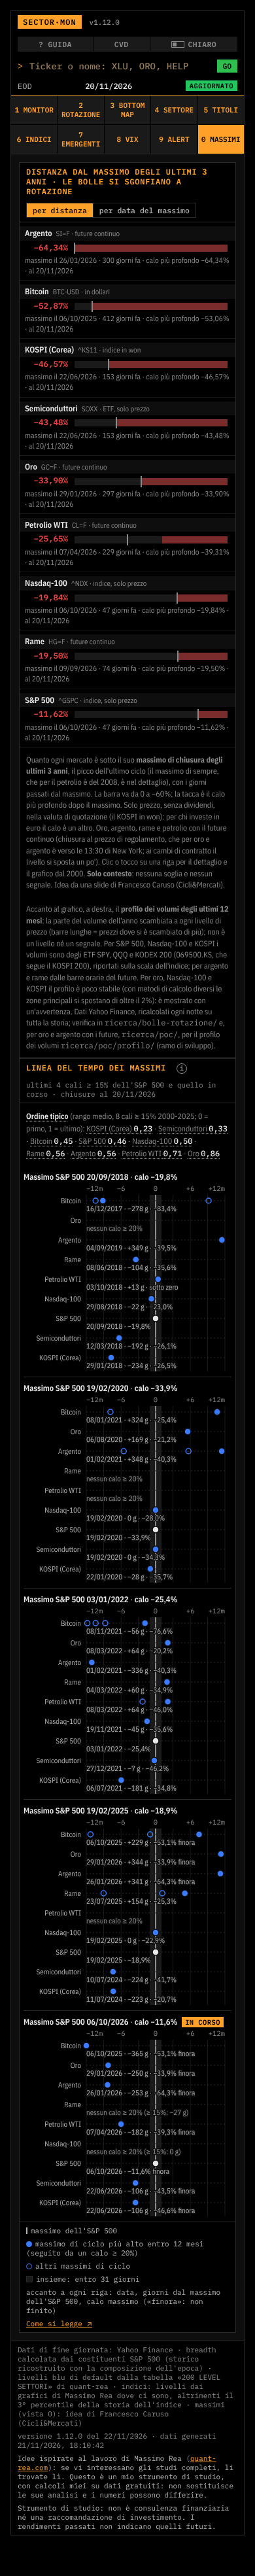 SECTOR·MON v1.12.0
? GUIDA CVD CHIARO
> Ticker o nome: XLU, ORO, HELP GO
EOD 20/11/2026 AGGIORNATO
1 MONITOR 2 ROTAZIONE 3 BOTTOM MAP 4 SETTORE 5 TITOLI
6 INDICI 7 EMERGENTI 8 VIX 9 ALERT 0 MASSIMI
DISTANZA DAL MASSIMO DEGLI ULTIMI 3
ANNI · LE BOLLE SI SGONFIANO A
ROTAZIONE
per distanza per data del massimo
Argento SI=F · future continuo
−64,34%
massimo il 26/01/2026 · 300 giorni fa · calo più profondo −64,34%
· al 20/11/2026
Bitcoin BTC-USD · in dollari
−52,87%
massimo il 06/10/2025 · 412 giorni fa · calo più profondo −53,06%
· al 20/11/2026
KOSPI (Corea) ^KS11 · indice in won
−46,57%
massimo il 22/06/2026 · 153 giorni fa · calo più profondo −46,57%
· al 20/11/2026
Semiconduttori SOXX · ETF, solo prezzo
−43,48%
massimo il 22/06/2026 · 153 giorni fa · calo più profondo −43,48%
· al 20/11/2026
Oro GC=F · future continuo
−33,90%
massimo il 29/01/2026 · 297 giorni fa · calo più profondo −33,90%
· al 20/11/2026
Petrolio WTI CL=F · future continuo
−25,65%
massimo il 07/04/2026 · 229 giorni fa · calo più profondo −39,31%
· al 20/11/2026
Nasdaq-100 ^NDX · indice, solo prezzo
−19,84%
massimo il 06/10/2026 · 47 giorni fa · calo più profondo −19,84% ·
al 20/11/2026
Rame HG=F · future continuo
−19,50%
massimo il 09/09/2026 · 74 giorni fa · calo più profondo −19,50% ·
al 20/11/2026
S&P 500 ^GSPC · indice, solo prezzo
−11,62%
massimo il 06/10/2026 · 47 giorni fa · calo più profondo −11,62% ·
al 20/11/2026
Quanto ogni mercato è sotto il suo massimo di chiusura degli
ultimi 3 anni, il picco dell'ultimo ciclo (il massimo di sempre,
che per il petrolio è del 2008, è nel dettaglio), con i giorni
passati dal massimo. La barra va da 0 a −60%; la tacca è il calo
più profondo dopo il massimo. Solo prezzo, senza dividendi,
nella valuta di quotazione (il KOSPI in won); per chi investe in
euro il calo è un altro. Oro, argento, rame e petrolio con il future
continuo (chiusura al prezzo di regolamento, che per oro e
argento è verso le 13:30 di New York; ai cambi di contratto il
livello si sposta un po'). Clic o tocco su una riga per il dettaglio e
il grafico dal 2000. Solo contesto: nessuna soglia e nessun
segnale. Idea da una slide di Francesco Caruso (Cicli&Mercati).
Accanto al grafico, a destra, il profilo dei volumi degli ultimi 12
mesi: la parte del volume dell'anno scambiata a ogni livello di
prezzo (barre lunghe = prezzi dove si è scambiato di più); non è
un livello né un segnale. Per S&P 500, Nasdaq-100 e KOSPI i
volumi sono degli ETF SPY, QQQ e KODEX 200 (069500.KS, che
segue il KOSPI 200), riportati sulla scala dell'indice; per argento
e rame dalle barre orarie del future. Per oro, Nasdaq-100 e
KOSPI il profilo è poco stabile (con metodi di calcolo diversi le
zone principali si spostano di oltre il 2%): è mostrato con
un'avvertenza. Dati Yahoo Finance, ricalcolati ogni notte su
tutta la storia; verifica in ricerca/bolle-rotazione/ e,
per oro e argento con i future, ricerca/poc/, per il profilo
dei volumi ricerca/poc/profilo/ (ramo di sviluppo).
LINEA DEL TEMPO DEI MASSIMI i
ultimi 4 cali ≥ 15% dell'S&P 500 e quello in
corso · chiusure al 20/11/2026
Ordine tipico (rango medio, 8 cali ≥ 15% 2000–2025; 0 =
prima, 1 = ultimo): KOSPI (Corea) 0,23 · Semiconduttori 0,33
· Bitcoin 0,45 · S&P 500 0,46 · Nasdaq-100 0,50 ·
Rame 0,56 · Argento 0,56 · Petrolio WTI 0,71 · Oro 0,86
Massimo S&P 500 20/09/2018 · calo −19,8%
−12m −6 0 +6 +12m
Bitcoin
16/12/2017 · −278 g · −83,4%
Oro
nessun calo ≥ 20%
Argento
04/09/2019 · +349 g · −39,5%
Rame
08/06/2018 · −104 g · −35,6%
Petrolio WTI
03/10/2018 · +13 g · sotto zero
Nasdaq-100
29/08/2018 · −22 g · −23,0%
S&P 500
20/09/2018 · −19,8%
Semiconduttori
12/03/2018 · −192 g · −26,1%
KOSPI (Corea)
29/01/2018 · −234 g · −26,5%
Massimo S&P 500 19/02/2020 · calo −33,9%
−12m −6 0 +6 +12m
Bitcoin
08/01/2021 · +324 g · −25,4%
Oro
06/08/2020 · +169 g · −21,2%
Argento
01/02/2021 · +348 g · −40,3%
Rame
nessun calo ≥ 20%
Petrolio WTI
nessun calo ≥ 20%
Nasdaq-100
19/02/2020 · 0 g · −28,0%
S&P 500
19/02/2020 · −33,9%
Semiconduttori
19/02/2020 · 0 g · −34,3%
KOSPI (Corea)
22/01/2020 · −28 g · −35,7%
Massimo S&P 500 03/01/2022 · calo −25,4%
−12m −6 0 +6 +12m
Bitcoin
08/11/2021 · −56 g · −76,6%
Oro
08/03/2022 · +64 g · −20,2%
Argento
01/02/2021 · −336 g · −40,3%
Rame
04/03/2022 · +60 g · −34,9%
Petrolio WTI
08/03/2022 · +64 g · −46,0%
Nasdaq-100
19/11/2021 · −45 g · −35,6%
S&P 500
03/01/2022 · −25,4%
Semiconduttori
27/12/2021 · −7 g · −46,2%
KOSPI (Corea)
06/07/2021 · −181 g · −34,8%
Massimo S&P 500 19/02/2025 · calo −18,9%
−12m −6 0 +6 +12m
Bitcoin
06/10/2025 · +229 g · −53,1% finora
Oro
29/01/2026 · +344 g · −33,9% finora
Argento
26/01/2026 · +341 g · −64,3% finora
Rame
23/07/2025 · +154 g · −25,3%
Petrolio WTI
nessun calo ≥ 20%
Nasdaq-100
19/02/2025 · 0 g · −22,9%
S&P 500
19/02/2025 · −18,9%
Semiconduttori
10/07/2024 · −224 g · −41,7%
KOSPI (Corea)
11/07/2024 · −223 g · −20,7%
Massimo S&P 500 06/10/2026 · calo −11,6% IN CORSO
−12m −6 0 +6 +12m
Bitcoin
06/10/2025 · −365 g · −53,1% finora
Oro
29/01/2026 · −250 g · −33,9% finora
Argento
26/01/2026 · −253 g · −64,3% finora
Rame
nessun calo ≥ 20% (≥ 15%: −27 g)
Petrolio WTI
07/04/2026 · −182 g · −39,3% finora
Nasdaq-100
nessun calo ≥ 20% (≥ 15%: 0 g)
S&P 500
06/10/2026 · −11,6% finora
Semiconduttori
22/06/2026 · −106 g · −43,5% finora
KOSPI (Corea)
22/06/2026 · −106 g · −46,6% finora
massimo dell'S&P 500
massimo di ciclo più alto entro 12 mesi
(seguito da un calo ≥ 20%)
altri massimi di ciclo
insieme: entro 31 giorni
accanto a ogni riga: data, giorni dal massimo
dell'S&P 500, calo massimo («finora»: non
finito)
Come si legge ↗
Dati di fine giornata: Yahoo Finance · breadth
calcolata dai costituenti S&P 500 (storico
ricostruito con la composizione dell'epoca) ·
livelli blu di default dalla tabella «200 LEVEL
SETTORI» di quant-rea · indici: livelli dai
grafici di Massimo Rea dove ci sono, altrimenti il
3° percentile della storia dell'indice · massimi
(vista 0): idea di Francesco Caruso
(Cicli&Mercati)
versione 1.12.0 del 22/11/2026 · dati generati
21/11/2026, 18:10:42
Idee ispirate al lavoro di Massimo Rea (quant-
rea.com): se vi interessano gli studi completi, li
trovate lì. Questo è un mio strumento di studio,
con calcoli miei su dati gratuiti: non sostituisce
le sue analisi e i numeri possono differire.
Strumento di studio: non è consulenza finanziaria
né una raccomandazione di investimento. I
rendimenti passati non indicano quelli futuri.